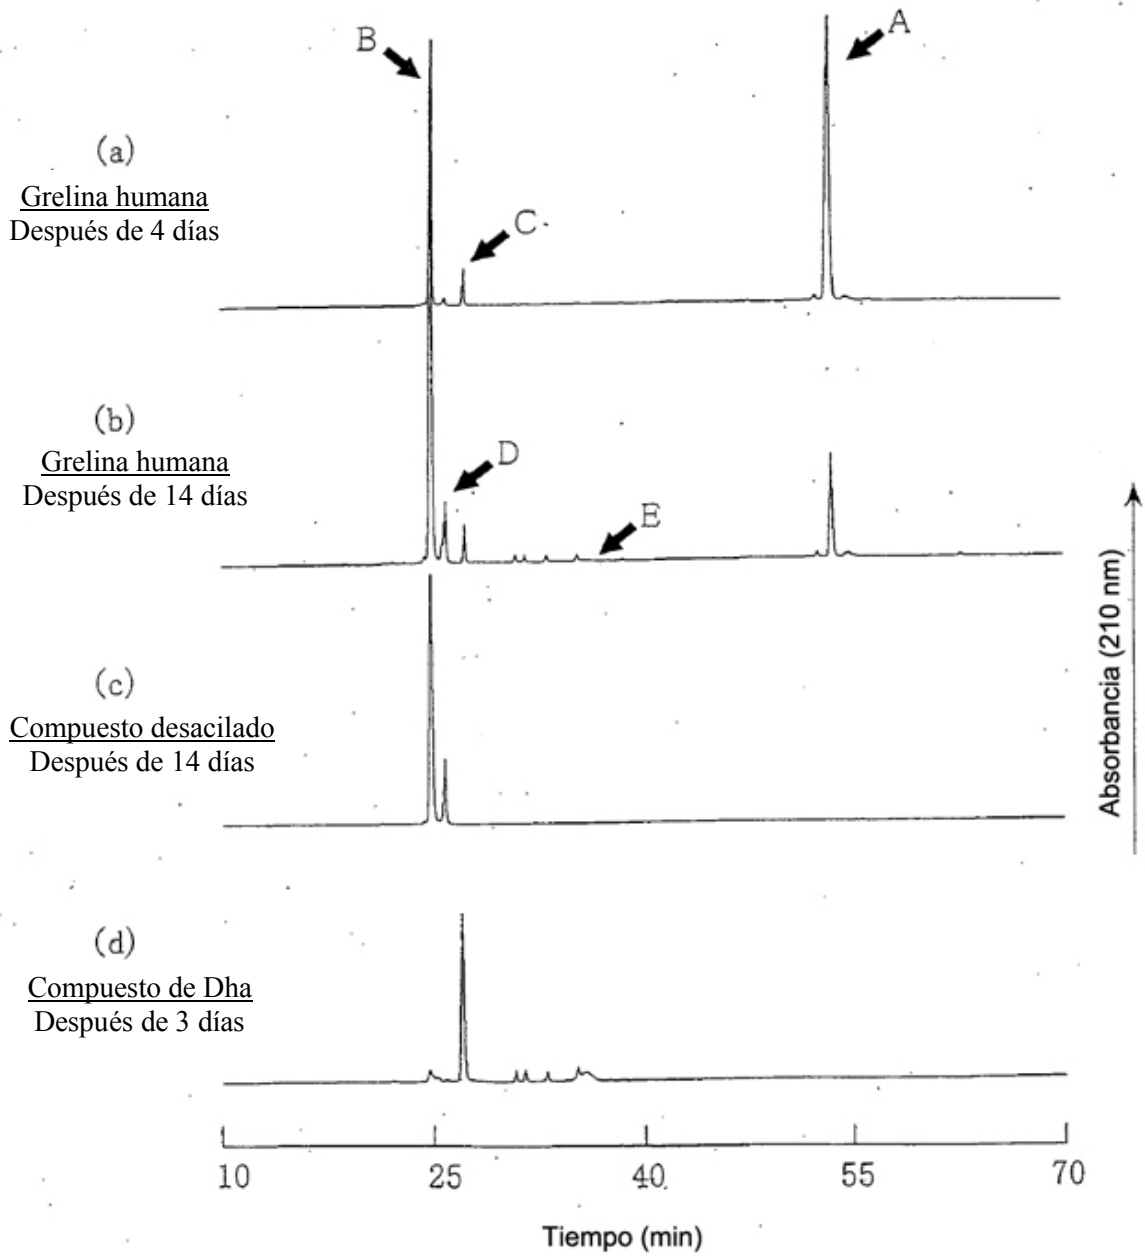 B
A
(a)
Grelina humana
Después de 4 días
C
(b)
Grelina humana
Después de 14 días
D
E
Absorbancia (210 nm)
(c)
Compuesto desacilado
Después de 14 días
(d)
Compuesto de Dha
Después de 3 días
10 25 40 55 70
Tiempo (min)